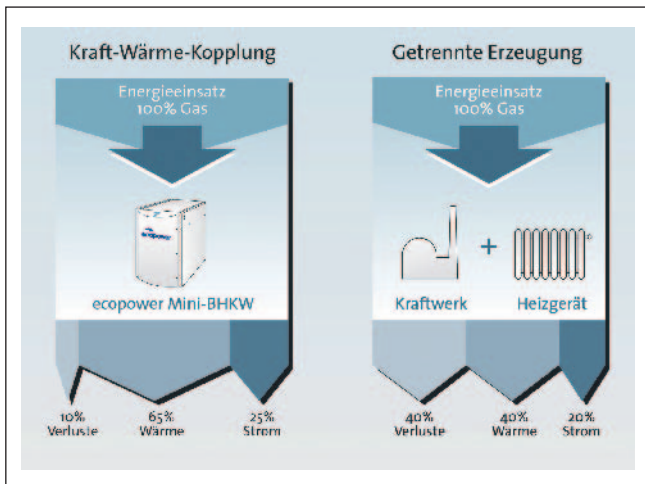 Kraft-Wärme-Kopplung
Energieeinsatz
100% Gas
ecopower
ecopower Mini-BHKW
10%
Verluste
65%
Wärme
25%
Strom
Getrennte Erzeugung
Energieeinsatz
100% Gas
+
Kraftwerk
Heizgerät
40%
Verluste
40%
Wärme
20%
Strom